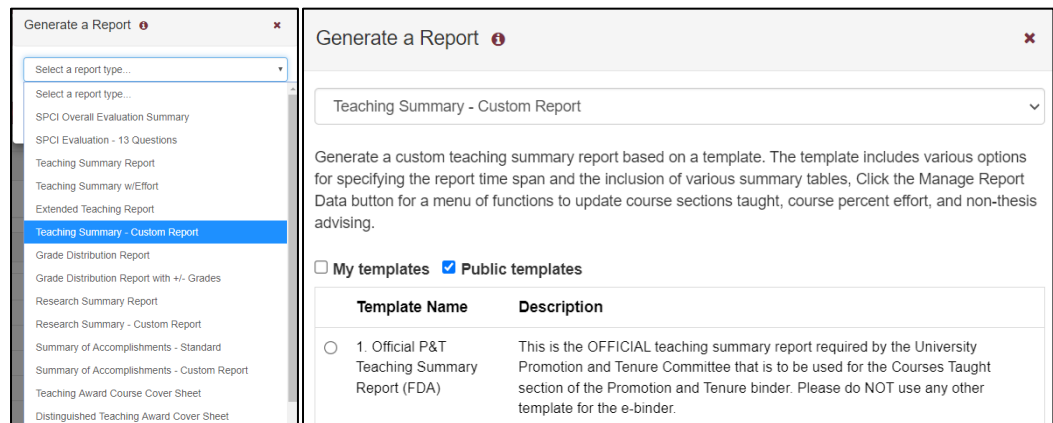 Generate a Report
Select a report type...
Select a report type...
SPCI Overall Evaluation Summary
SPCI Evaluation - 13 Questions
Teaching Summary Report
Teaching Summary w/Effort
Extended Teaching Report
Teaching Summary - Custom Report
Grade Distribution Report
Grade Distribution Report with +/- Grades
Research Summary Report
Research Summary - Custom Report
Summary of Accomplishments - Standard
Summary of Accomplishments - Custom Report
Teaching Award Course Cover Sheet
Distinguished Teaching Award Cover Sheet
Generate a Report
Teaching Summary - Custom Report
Generate a custom teaching summary report based on a template. The template includes various options
for specifying the report time span and the inclusion of various summary tables, Click the Manage Report
Data button for a menu of functions to update course sections taught, course percent effort, and non-thesis
advising.
My templates Public templates
Template Name Description
1. Official P&T
Teaching Summary
Report (FDA)
This is the OFFICIAL teaching summary report required by the University
Promotion and Tenure Committee that is to be used for the Courses Taught
section of the Promotion and Tenure binder. Please do NOT use any other
template for the e-binder.